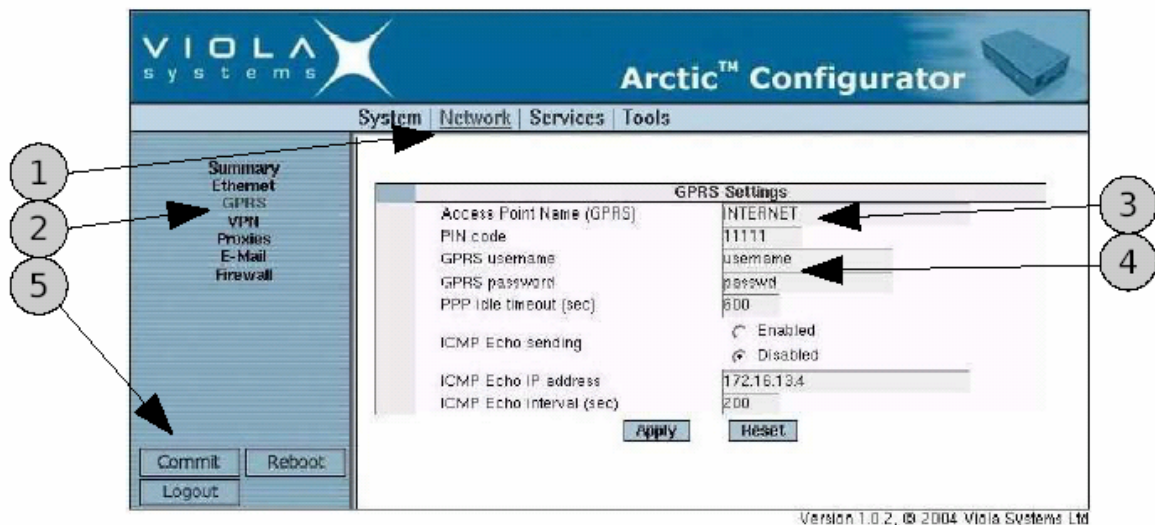 VIOLA
systems
Arctic™ Configurator
System | Network | Services | Tools
1
2
5
Summary
Ethernet
GPRS
VPN
Proxies
E-Mail
Firewall
GPRS Settings
Access Point Name (GPRS) INTERNET
PIN code 11111
GPRS username username
GPRS password passwd
PPP idle timeout (sec) 600
ICMP Echo sending Enabled
Disabled
ICMP Echo IP address 172.16.13.4
ICMP Echo interval (sec) 200
3
4
Apply Reset
Commit Reboot
Logout
Version 1.0.2, © 2004 Viola Systems Ltd